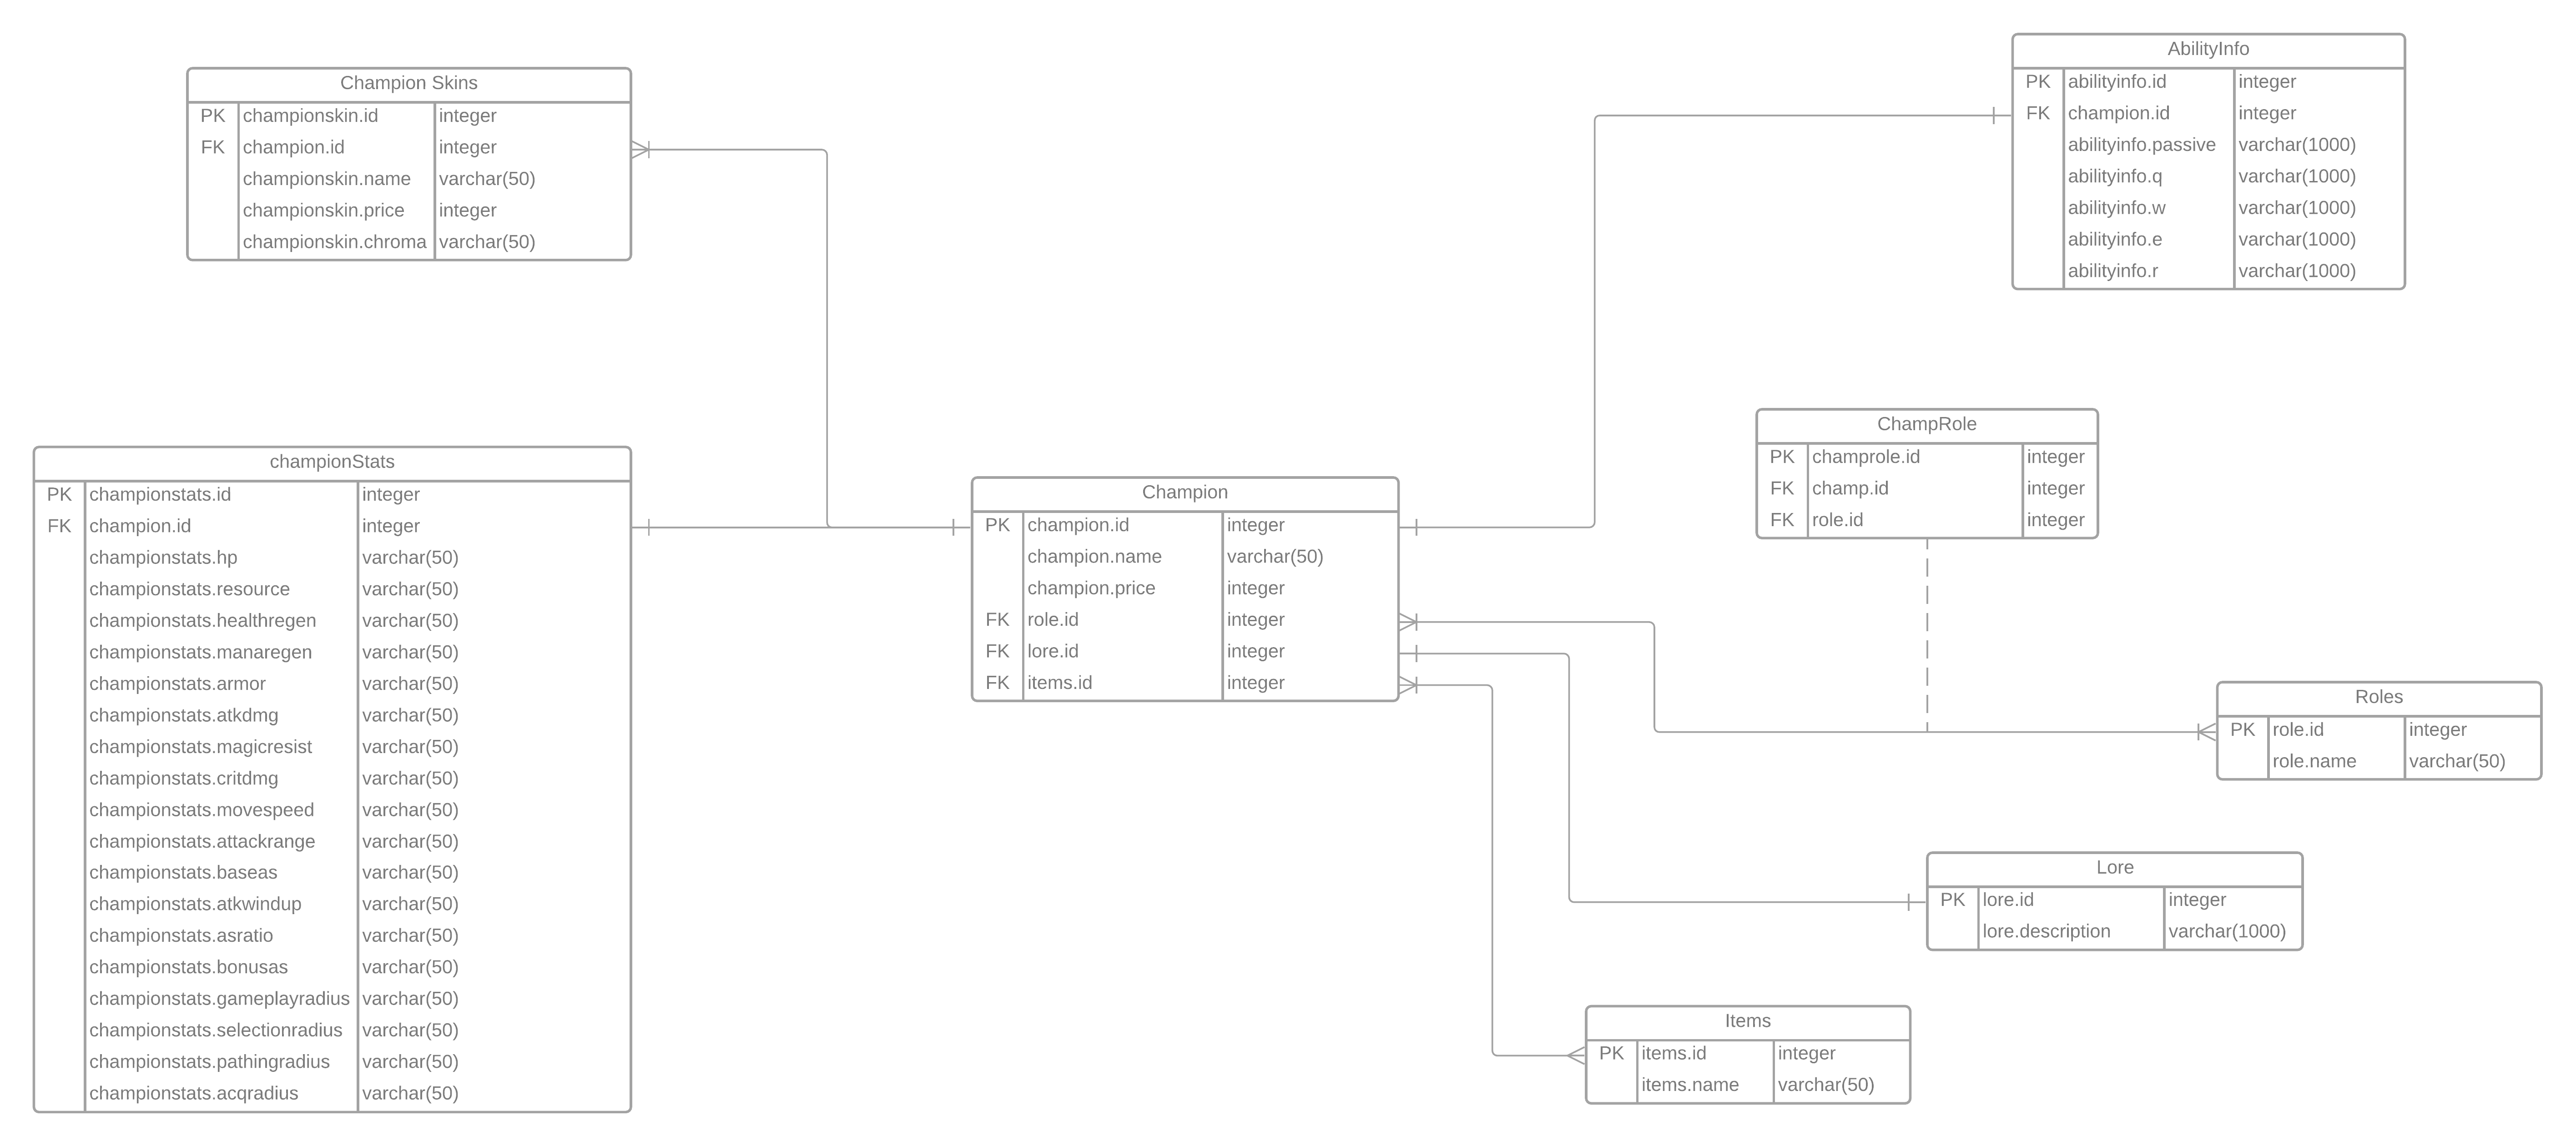 Champion Skins
PK championskin.id integer
FK champion.id integer
championskin.name varchar(50)
championskin.price integer
championskin.chroma varchar(50)
AbilityInfo
PK abilityinfo.id integer
FK champion.id integer
abilityinfo.passive varchar(1000)
abilityinfo.q varchar(1000)
abilityinfo.w varchar(1000)
abilityinfo.e varchar(1000)
abilityinfo.r varchar(1000)
championStats
PK championstats.id integer
FK champion.id integer
championstats.hp varchar(50)
championstats.resource varchar(50)
championstats.healthregen varchar(50)
championstats.manaregen varchar(50)
championstats.armor varchar(50)
championstats.atkdmg varchar(50)
championstats.magicresist varchar(50)
championstats.critdmg varchar(50)
championstats.movespeed varchar(50)
championstats.attackrange varchar(50)
championstats.baseas varchar(50)
championstats.atkwindup varchar(50)
championstats.asratio varchar(50)
championstats.bonusas varchar(50)
championstats.gameplayradius varchar(50)
championstats.selectionradius varchar(50)
championstats.pathingradius varchar(50)
championstats.acqradius varchar(50)
Champion
PK champion.id integer
champion.name varchar(50)
champion.price integer
FK role.id integer
FK lore.id integer
FK items.id integer
ChampRole
PK champrole.id integer
FK champ.id integer
FK role.id integer
Roles
PK role.id integer
role.name varchar(50)
Lore
PK lore.id integer
lore.description varchar(1000)
Items
PK items.id integer
items.name varchar(50)